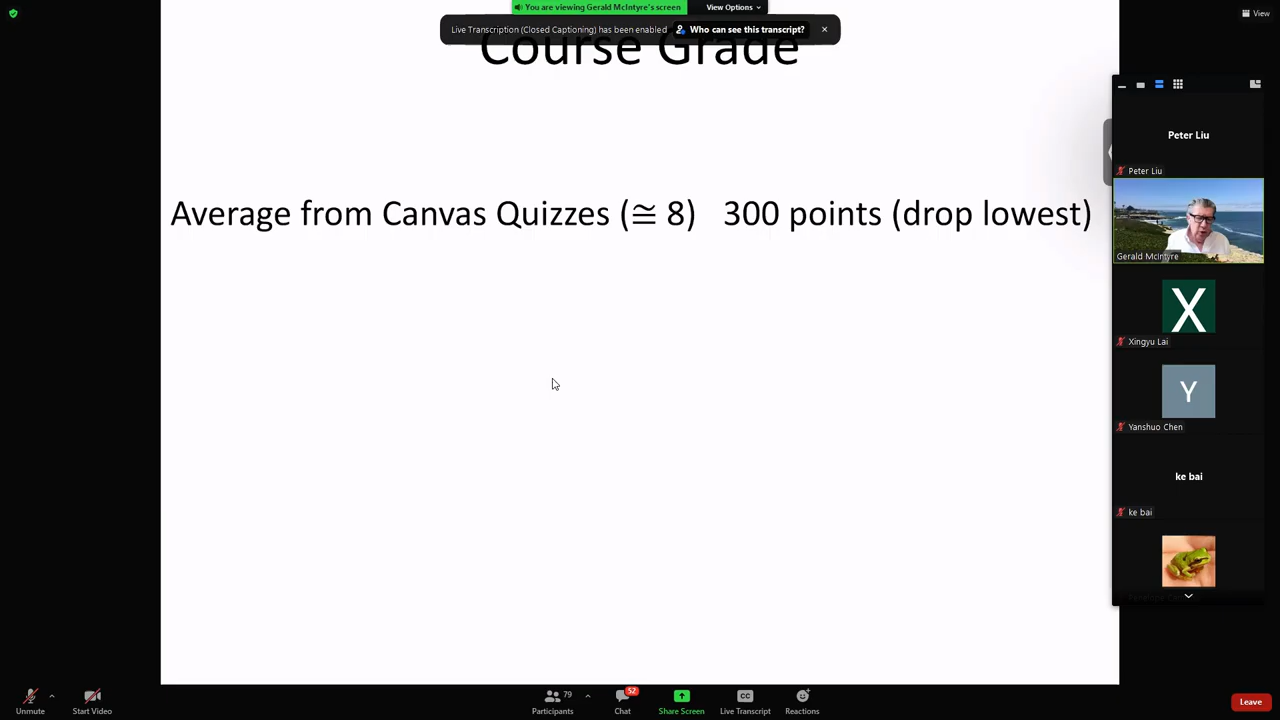 You are viewing Gerald McIntyre's screen
View Options
View
Live Transcription (Closed Captioning) has been enabled
Who can see this transcript?
Course Grade
Average from Canvas Quizzes (≅ 8) 300 points (drop lowest)
Peter Liu
Peter Liu
Gerald McIntyre
X
Xingyu Lai
Y
Yanshuo Chen
ke bai
ke bai
Unmute
Start Video
79
Participants
52
Chat
Share Screen
CC
Live Transcript
Reactions
Leave